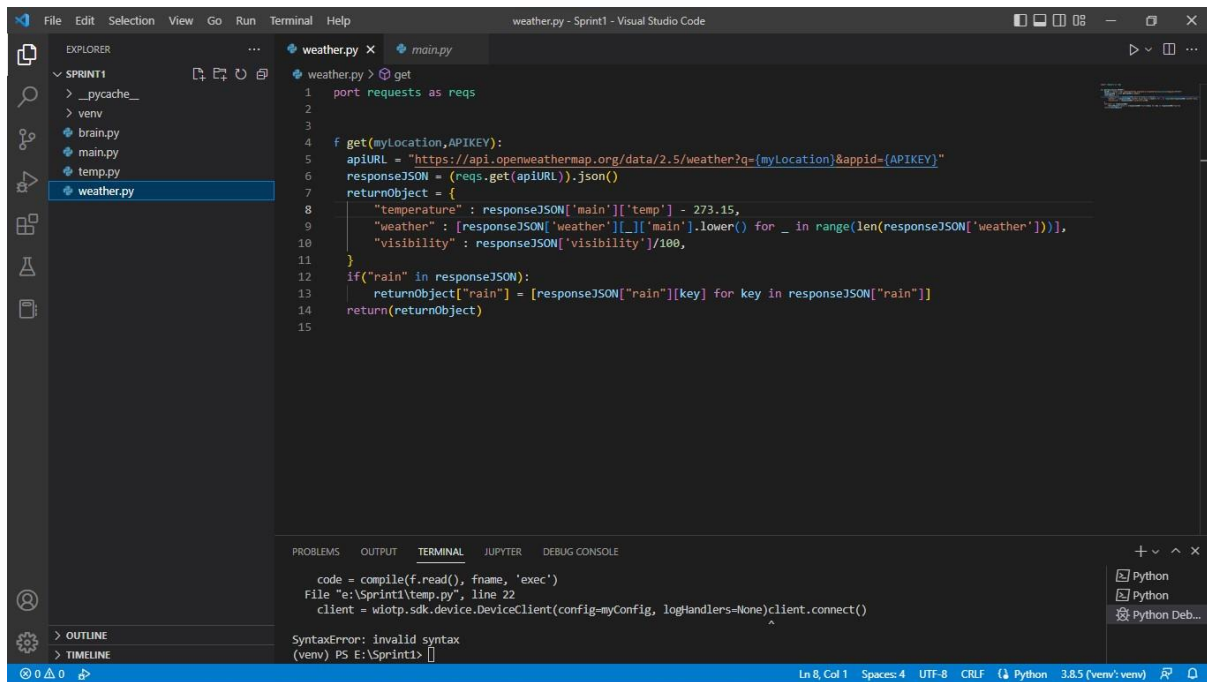 File Edit Selection View Go Run Terminal Help weather.py - Sprint1 - Visual Studio Code
EXPLORER ... weather.py × main.py
SPRINT1
weather.py > get
> __pycache__
> venv
brain.py
main.py
temp.py
weather.py
1 port requests as reqs
2
3
4 f get(myLocation,APIKEY):
5 apiURL = "https://api.openweathermap.org/data/2.5/weather?q={myLocation}&appid={APIKEY}"
6 responseJSON = (reqs.get(apiURL)).json()
7 returnObject = {
8 "temperature" : responseJSON['main']['temp'] - 273.15,
9 "weather" : [responseJSON['weather'][_]['main'].lower() for _ in range(len(responseJSON['weather']))],
10 "visibility" : responseJSON['visibility']/100,
11 }
12 if("rain" in responseJSON):
13 returnObject["rain"] = [responseJSON["rain"][key] for key in responseJSON["rain"]]
14 return(returnObject)
15
PROBLEMS OUTPUT TERMINAL JUPYTER DEBUG CONSOLE
code = compile(f.read(), fname, 'exec')
File "e:\Sprint1\temp.py", line 22
client = wiotp.sdk.device.DeviceClient(config=myConfig, logHandlers=None)client.connect()
^
SyntaxError: invalid syntax
(venv) PS E:\Sprint1>
Python
Python
Python Deb...
> OUTLINE
> TIMELINE
0 0 Ln 8, Col 1 Spaces: 4 UTF-8 CRLF Python 3.8.5 ('venv': venv)